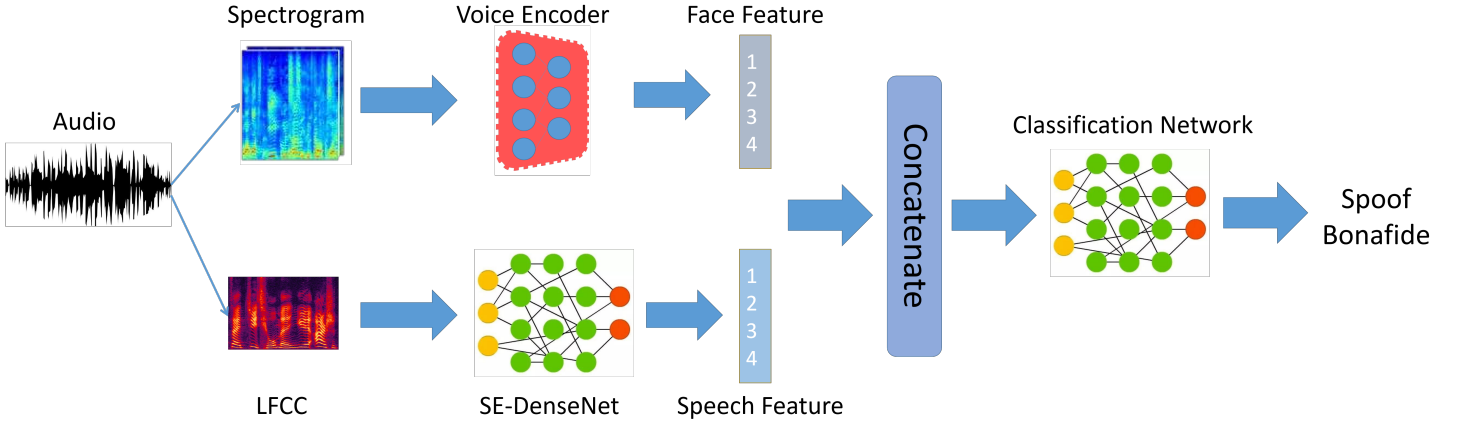 Spectrogram
Voice Encoder
Face Feature
1
2
3
4
Audio
Concatenate
Classification Network
Spoof
Bonafide
1
2
3
4
LFCC
SE-DenseNet
Speech Feature